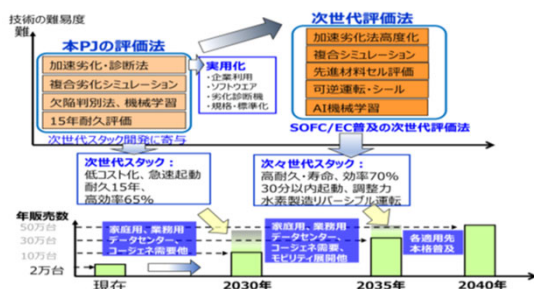 技術の難易度
難
本PJの評価法
加速劣化・診断法
複合劣化シミュレーション
欠陥判別法、機械学習
15年耐久評価
次世代スタック開発に寄与
実用化
・企業利用
・ソフトウェア
・劣化診断機
・規格・標準化
次世代評価法
加速劣化法高度化
複合シミュレーション
先進材料セル評価
可逆運転・シール
AI機械学習
SOFC/EC普及の次世代評価法
次世代スタック：
低コスト化、急速起動
耐久15年、
高効率65%
次々世代スタック：
高耐久・寿命、効率70%
30分以内起動、調整力
水素製造リバーシブル運転
年販売数
50万台
30万台
10万台
2万台
家庭用、業務用
データセンター、
コージェネ需要他
家庭用、業務用
データセンター、
コージェネ需要、
モビリティ展開他
各適用先
本格普及
現在
2030年
2035年
2040年